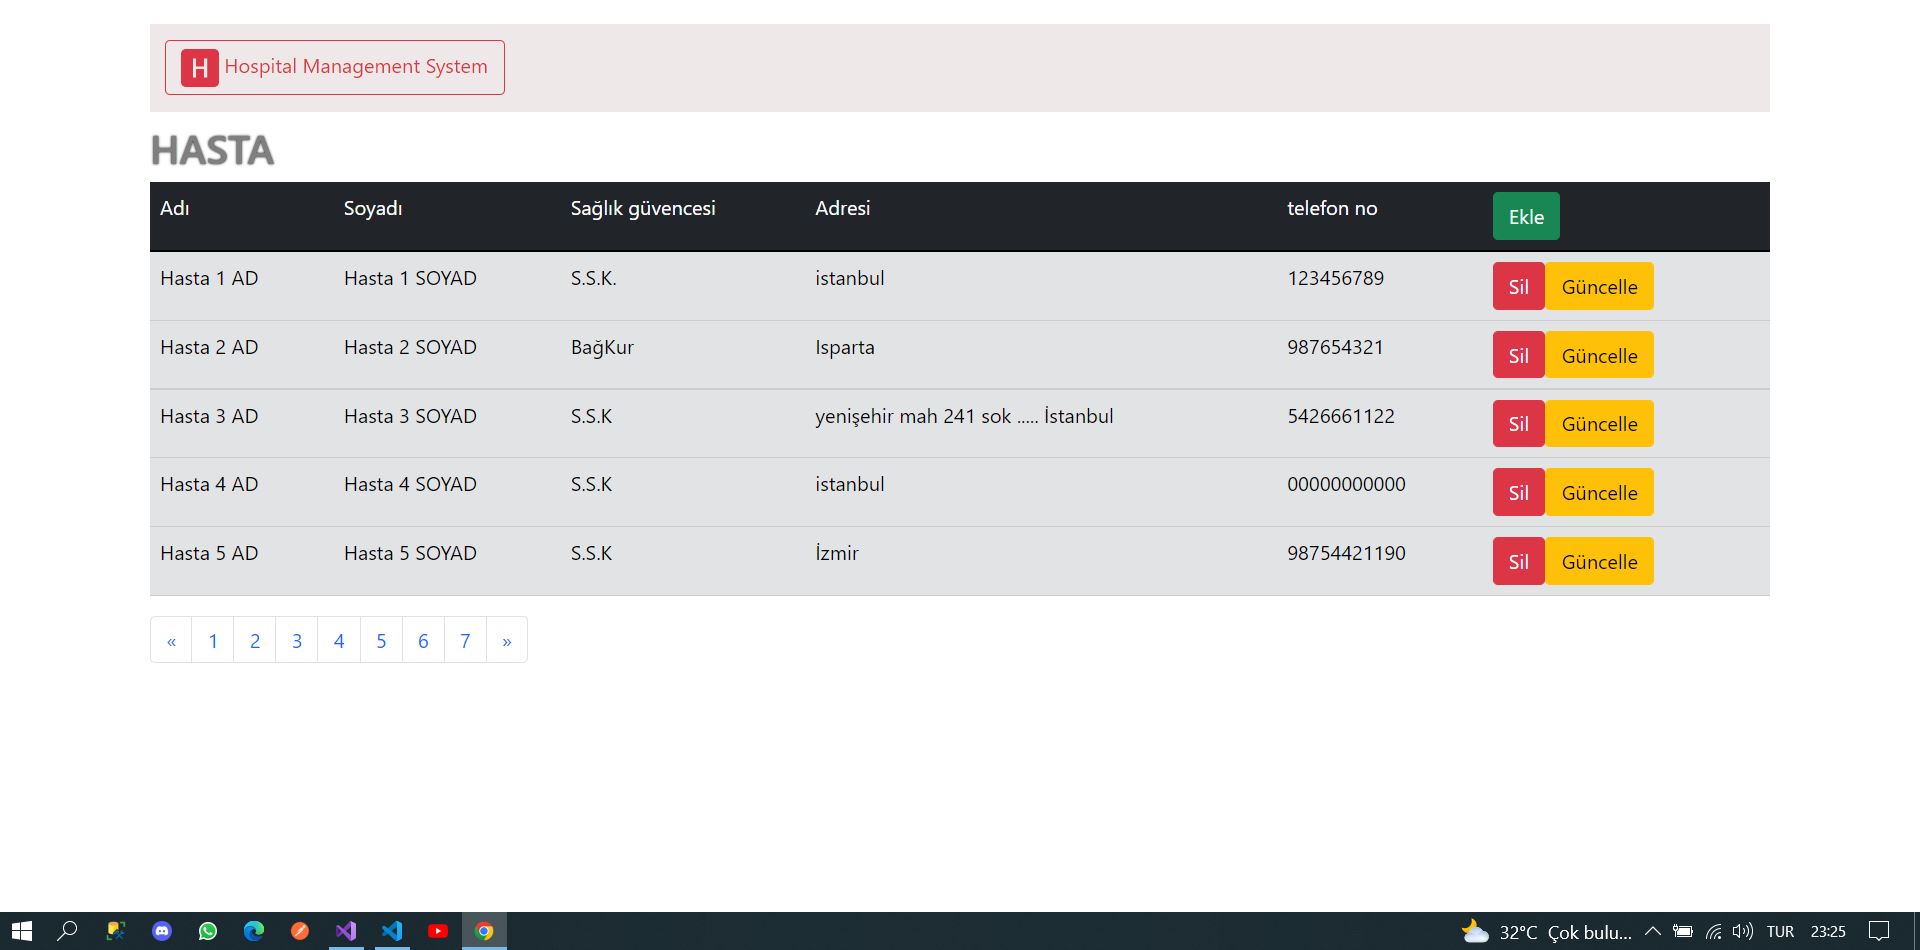 H Hospital Management System
HASTA
Adı Soyadı Sağlık güvencesi Adresi telefon no Ekle
Hasta 1 AD Hasta 1 SOYAD S.S.K. istanbul 123456789 Sil Güncelle
Hasta 2 AD Hasta 2 SOYAD BağKur Isparta 987654321 Sil Güncelle
Hasta 3 AD Hasta 3 SOYAD S.S.K yenişehir mah 241 sok ..... İstanbul 5426661122 Sil Güncelle
Hasta 4 AD Hasta 4 SOYAD S.S.K istanbul 00000000000 Sil Güncelle
Hasta 5 AD Hasta 5 SOYAD S.S.K İzmir 98754421190 Sil Güncelle
« 1 2 3 4 5 6 7 »
32°C Çok bulu... TUR 23:25